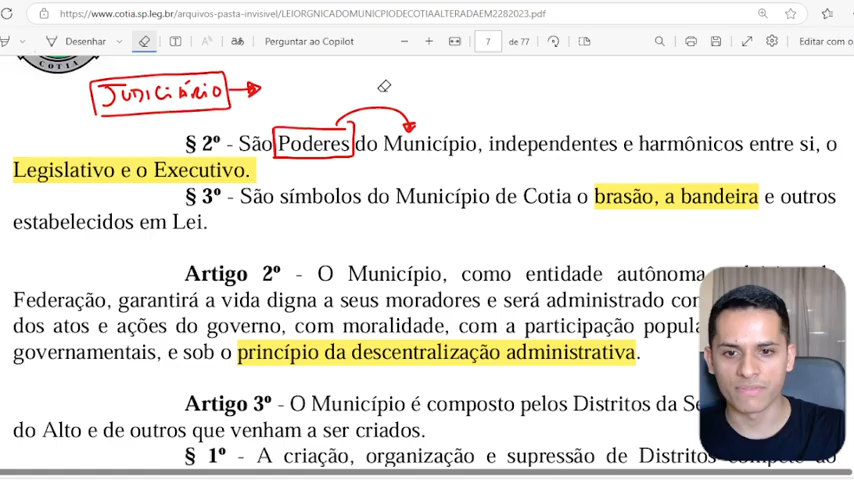 https://www.cotia.sp.leg.br/arquivos-pasta-invisivel/LEIORGNICADOMUNICPIODECOTIAALTERADAEM2282023.pdf
Desenhar
Perguntar ao Copilot
7
de 77
Editar com o
COTIA
JUDICIÁRIO
§ 2º - São Poderes do Município, independentes e harmônicos entre si, o
Legislativo e o Executivo.
§ 3º - São símbolos do Município de Cotia o brasão, a bandeira e outros
estabelecidos em Lei.
Artigo 2º - O Município, como entidade autônoma
Federação, garantirá a vida digna a seus moradores e será administrado
dos atos e ações do governo, com moralidade, com a participação
governamentais, e sob o princípio da descentralização administrativa.
Artigo 3º - O Município é composto pelos Distritos da
do Alto e de outros que venham a ser criados.
§ 1º - A criação, organização e supressão de Distritos compete ao